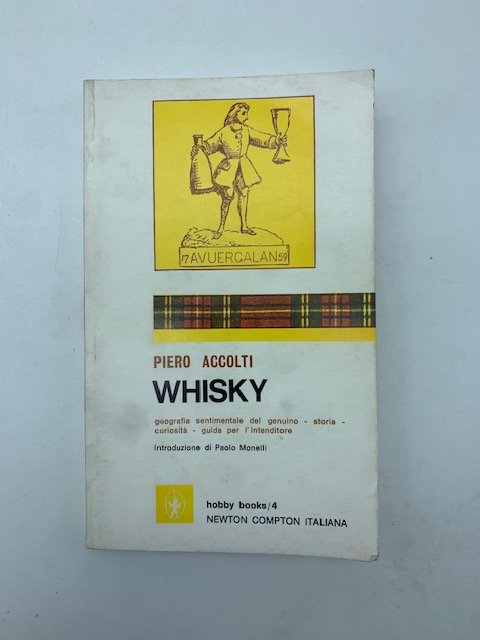 17 AVUERGALAN 59
PIERO ACCOLTI
WHISKY
geografia sentimentale del genuino - storia -
curiosità - guida per l'intenditore
Introduzione di Paolo Monelli
hobby books/4
NEWTON COMPTON ITALIANA